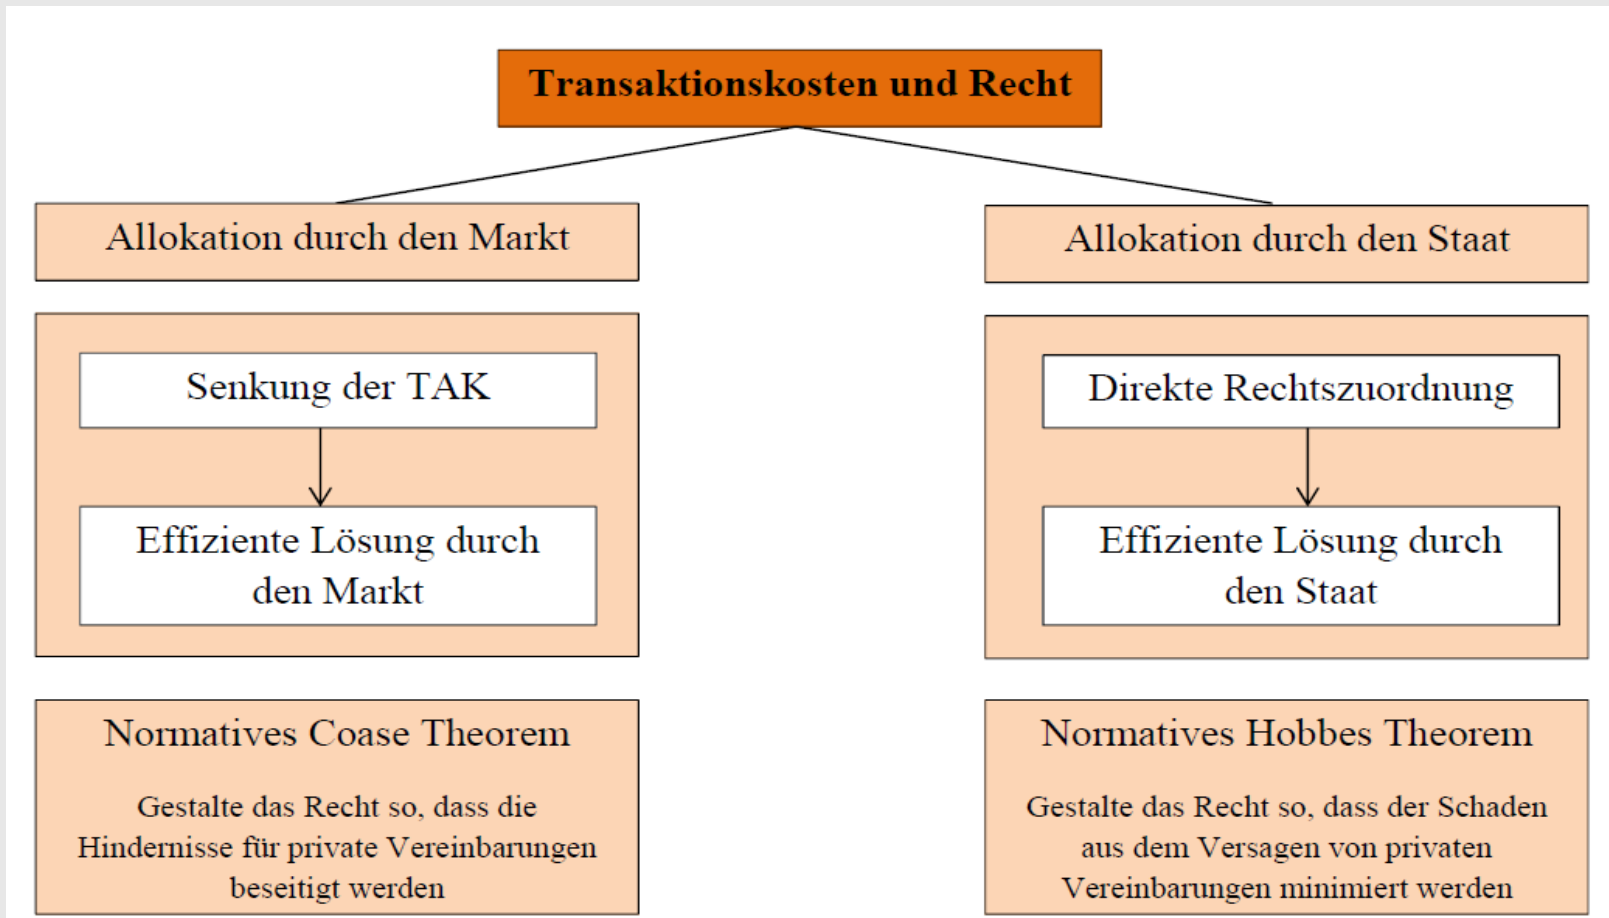 Transaktionskosten und Recht
Allokation durch den Markt
Allokation durch den Staat
Senkung der TAK
Direkte Rechtszuordnung
Effiziente Lösung durch
den Markt
Effiziente Lösung durch
den Staat
Normatives Coase Theorem
Gestalte das Recht so, dass die
Hindernisse für private Vereinbarungen
beseitigt werden
Normatives Hobbes Theorem
Gestalte das Recht so, dass der Schaden
aus dem Versagen von privaten
Vereinbarungen minimiert werden